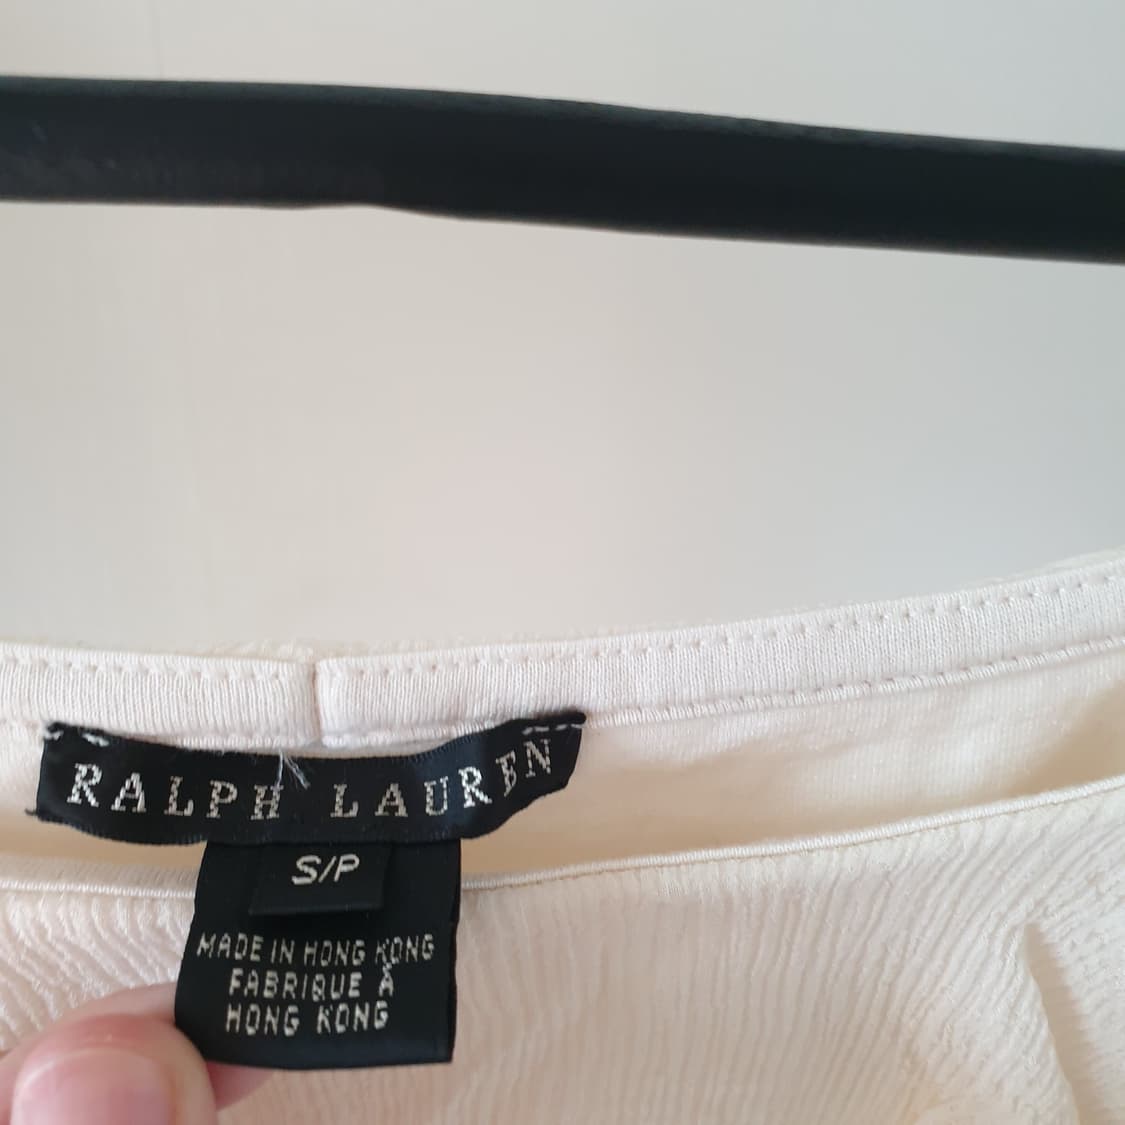 RALPH LAUREN
S/P
MADE IN HONG KONG
FABRIQUE À
HONG KONG